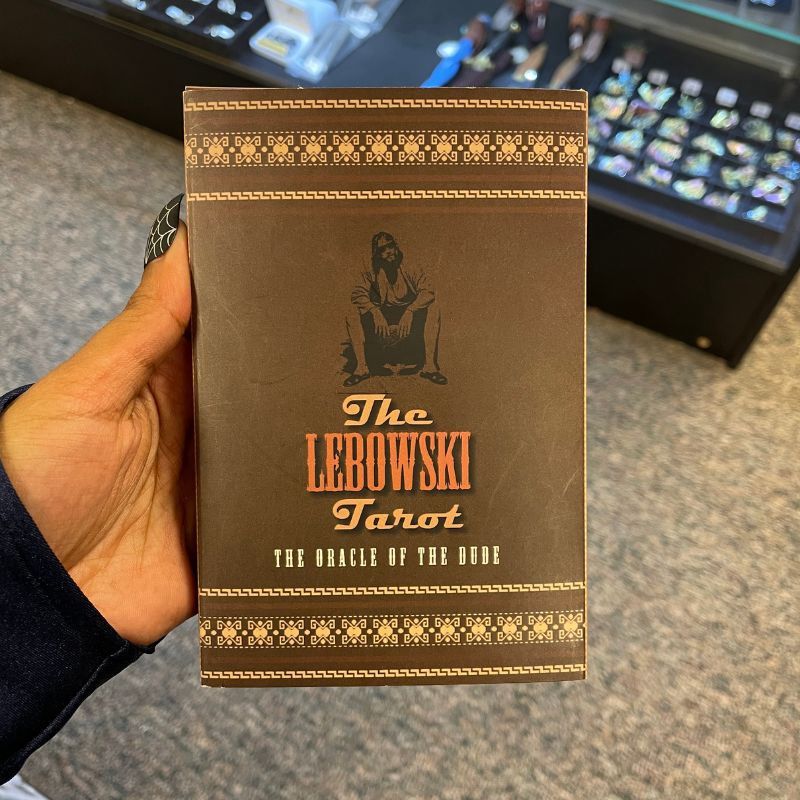 The
LEBOWSKI
Tarot
THE ORACLE OF THE DUDE